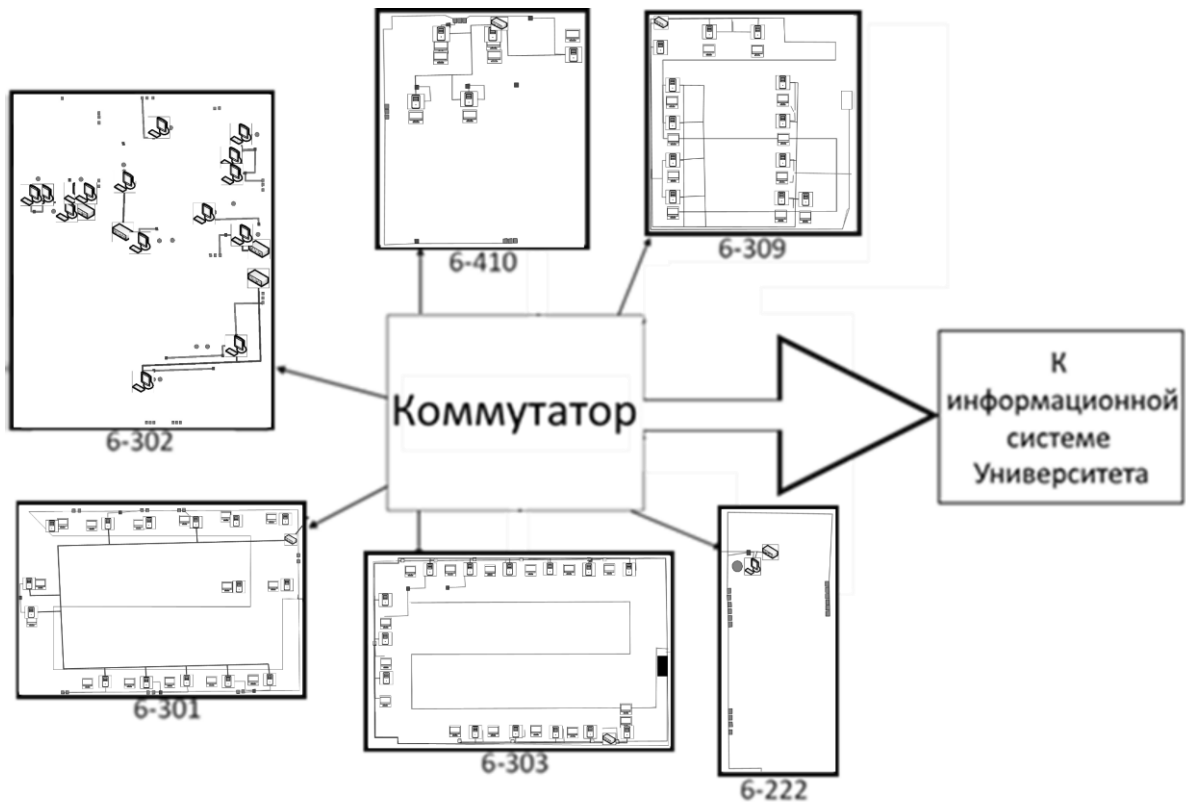 6-410
6-309
6-302
Коммутатор
К
информационной
системе
Университета
6-301
6-303
6-222